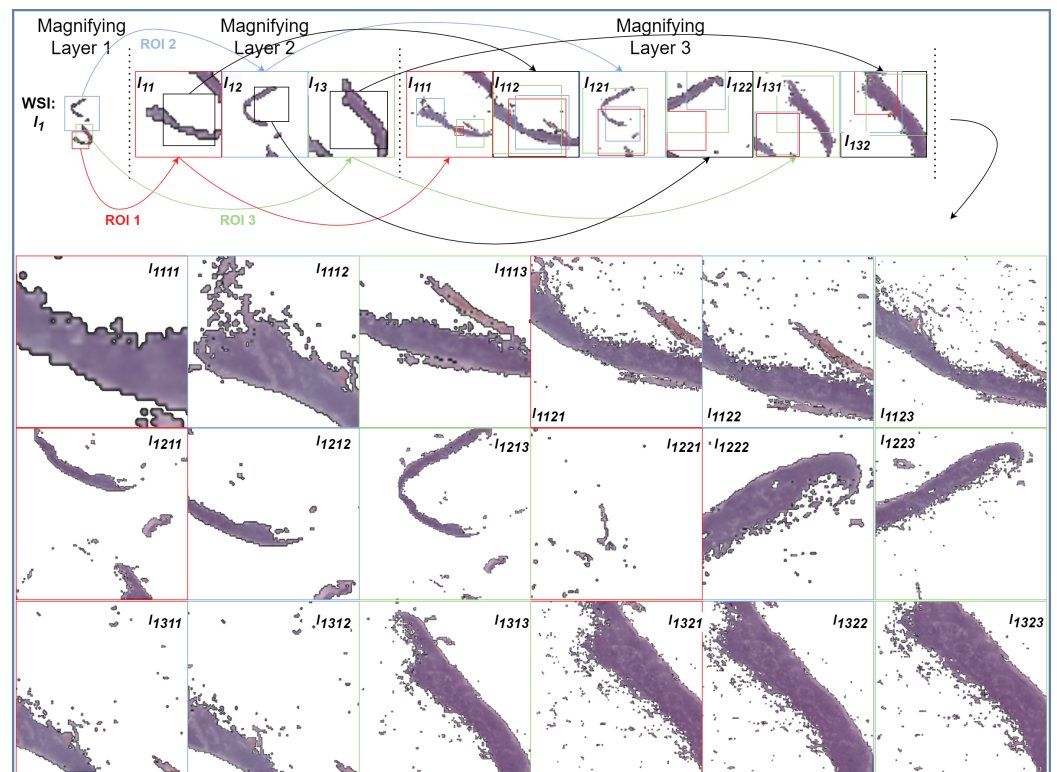 Magnifying Layer 1
Magnifying Layer 2
Magnifying Layer 3
ROI 2
WSI:
I1
I11
I12
I13
I111
I112
I121
I122
I131
I132
ROI 1
ROI 3
I1111
I1112
I1113
I1121
I1122
I1123
I1211
I1212
I1213
I1221
I1222
I1223
I1311
I1312
I1313
I1321
I1322
I1323